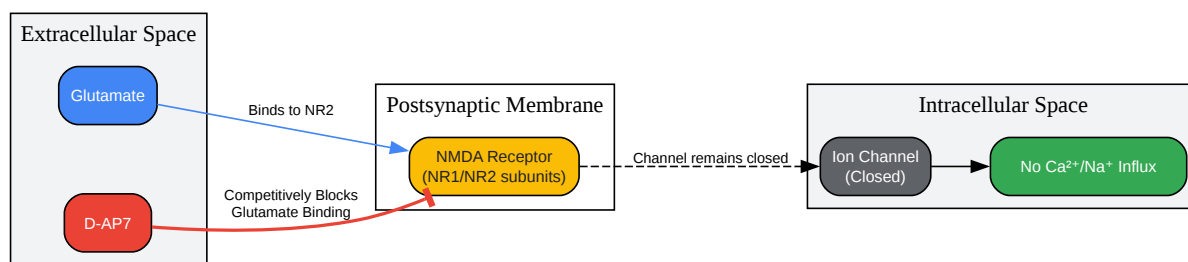 Extracellular Space
Glutamate
Binds to NR2
D-AP7
Competitively Blocks
Glutamate Binding
Postsynaptic Membrane
NMDA Receptor
(NR1/NR2 subunits)
Channel remains closed
Intracellular Space
Ion Channel
(Closed)
No Ca²⁺/Na⁺ Influx